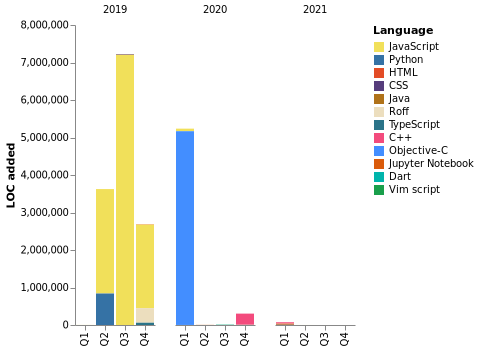 2019 2020 2021
8,000,000
7,000,000
6,000,000
5,000,000
4,000,000
3,000,000
2,000,000
1,000,000
0
LOC added
Q1 Q2 Q3 Q4 Q1 Q2 Q3 Q4 Q1 Q2 Q3 Q4
Language
JavaScript
Python
HTML
CSS
Java
Roff
TypeScript
C++
Objective-C
Jupyter Notebook
Dart
Vim script